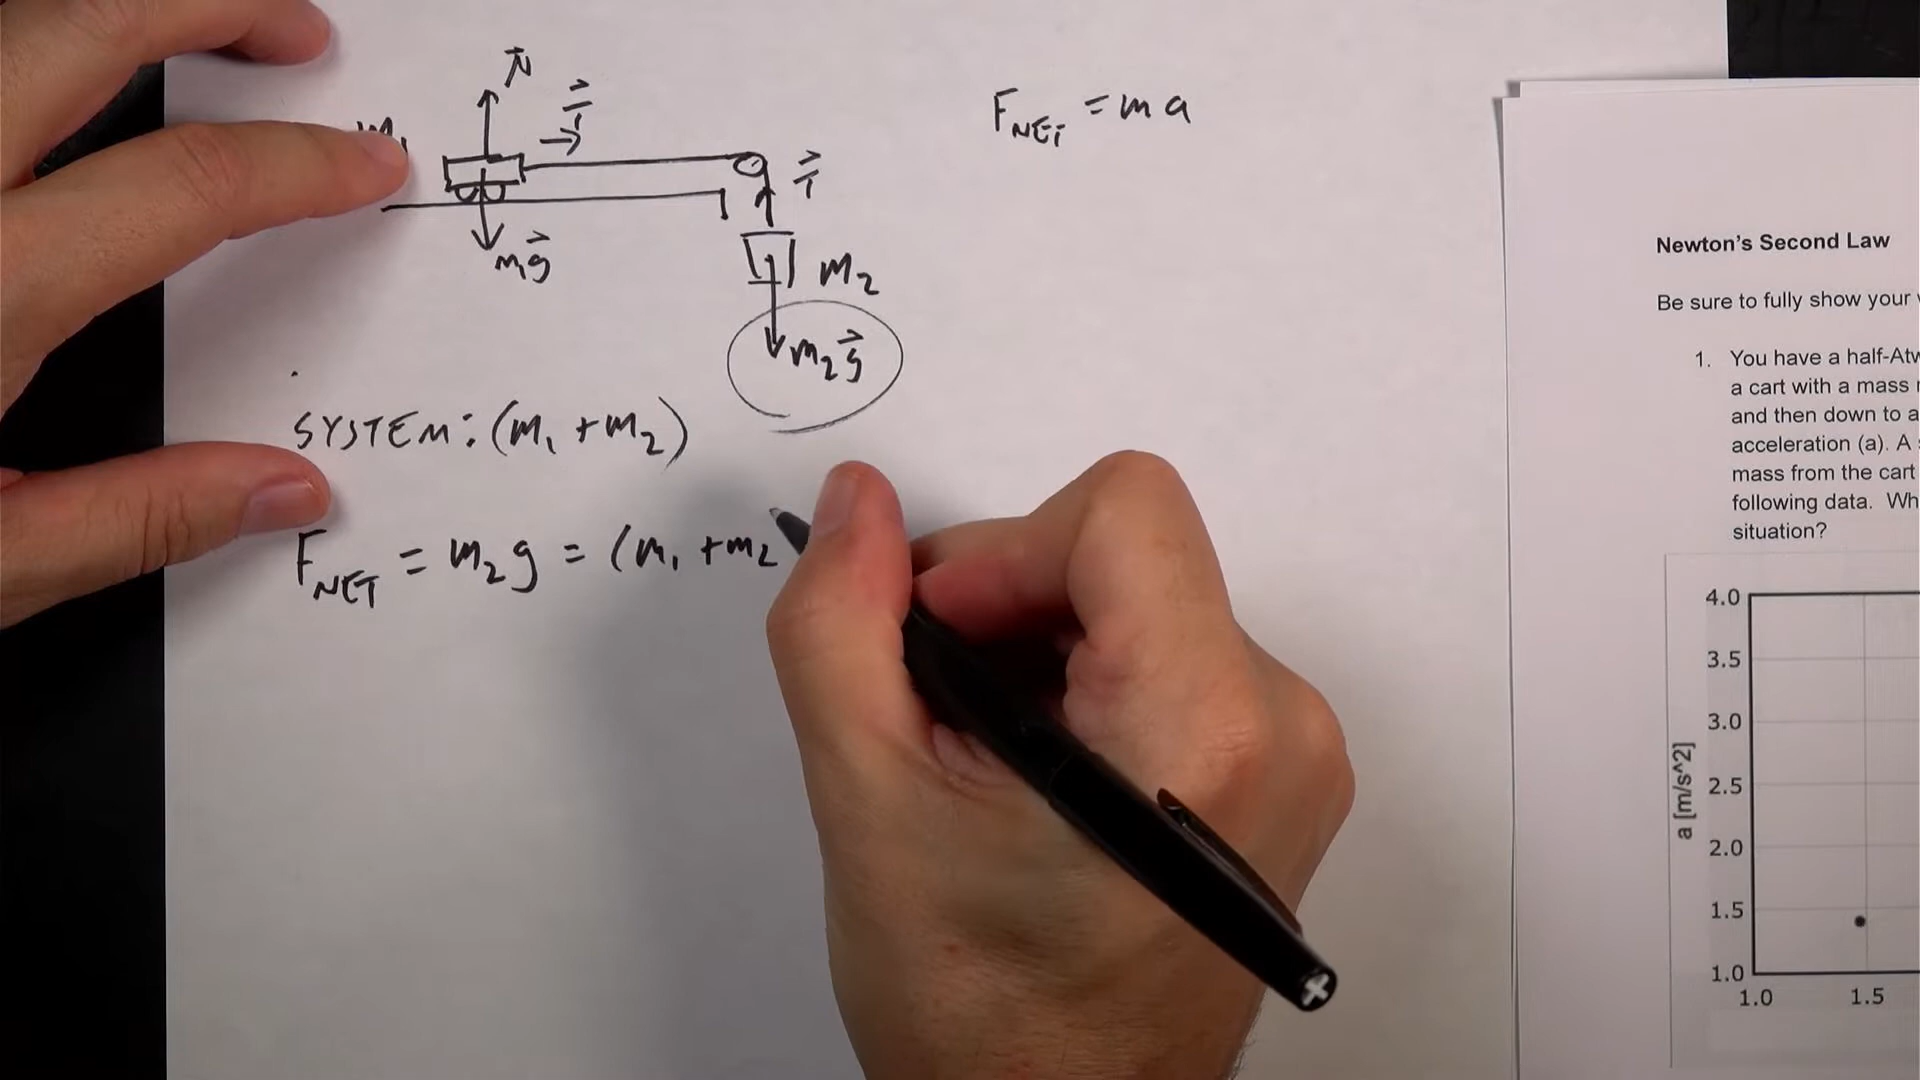 N⃗
T⃗
F_NET = m a
T⃗
m₁g⃗
m₂
m₂g⃗
SYSTEM: (m₁ + m₂)
F_NET = m₂g = (m₁ + m₂
Newton's Second Law
Be sure to fully show your
1. You have a half-Atw
a cart with a mass
and then down to a
acceleration (a). A
mass from the cart
following data. Wh
situation?
4.0
3.5
3.0
2.5
2.0
1.5
1.0
a [m/s^2]
1.0 1.5